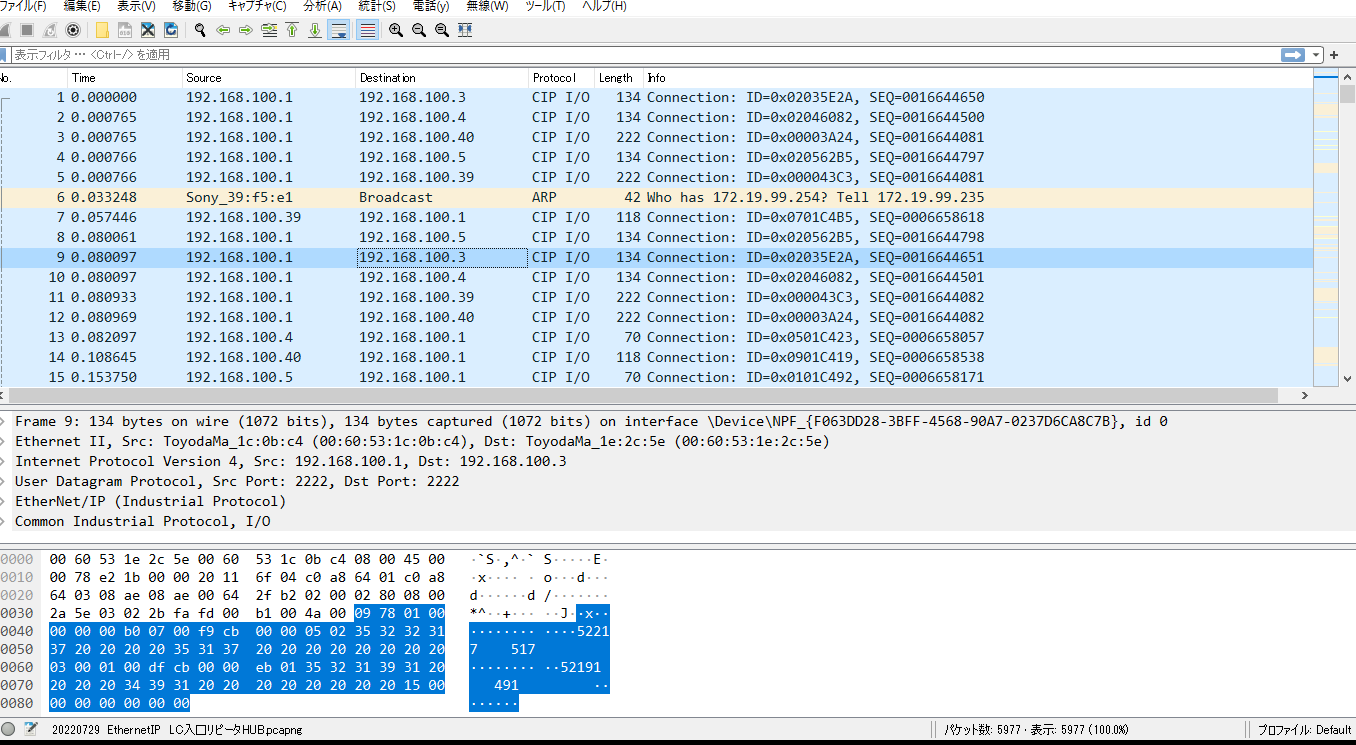 ファイル(F) 編集(E) 表示(V) 移動(G) キャプチャ(C) 分析(A) 統計(S) 電話(y) 無線(W) ツール(T) ヘルプ(H)
表示フィルタ … <Ctrl-/> を適用
No. Time Source Destination Protocol Length Info
1 0.000000 192.168.100.1 192.168.100.3 CIP I/O 134 Connection: ID=0x02035E2A, SEQ=0016644650
2 0.000765 192.168.100.1 192.168.100.4 CIP I/O 134 Connection: ID=0x02046082, SEQ=0016644500
3 0.000765 192.168.100.1 192.168.100.40 CIP I/O 222 Connection: ID=0x00003A24, SEQ=0016644081
4 0.000766 192.168.100.1 192.168.100.5 CIP I/O 134 Connection: ID=0x020562B5, SEQ=0016644797
5 0.000766 192.168.100.1 192.168.100.39 CIP I/O 222 Connection: ID=0x000043C3, SEQ=0016644081
6 0.033248 Sony_39:f5:e1 Broadcast ARP 42 Who has 172.19.99.254? Tell 172.19.99.235
7 0.057446 192.168.100.39 192.168.100.1 CIP I/O 118 Connection: ID=0x0701C4B5, SEQ=0006658618
8 0.080061 192.168.100.1 192.168.100.5 CIP I/O 134 Connection: ID=0x020562B5, SEQ=0016644798
9 0.080097 192.168.100.1 192.168.100.3 CIP I/O 134 Connection: ID=0x02035E2A, SEQ=0016644651
10 0.080097 192.168.100.1 192.168.100.4 CIP I/O 134 Connection: ID=0x02046082, SEQ=0016644501
11 0.080933 192.168.100.1 192.168.100.39 CIP I/O 222 Connection: ID=0x000043C3, SEQ=0016644082
12 0.080969 192.168.100.1 192.168.100.40 CIP I/O 222 Connection: ID=0x00003A24, SEQ=0016644082
13 0.082097 192.168.100.4 192.168.100.1 CIP I/O 70 Connection: ID=0x0501C423, SEQ=0006658057
14 0.108645 192.168.100.40 192.168.100.1 CIP I/O 118 Connection: ID=0x0901C419, SEQ=0006658538
15 0.153750 192.168.100.5 192.168.100.1 CIP I/O 70 Connection: ID=0x0101C492, SEQ=0006658171
Frame 9: 134 bytes on wire (1072 bits), 134 bytes captured (1072 bits) on interface \Device\NPF_{F063DD28-3BFF-4568-90A7-0237D6CA8C7B}, id 0
Ethernet II, Src: ToyodaMa_1c:0b:c4 (00:60:53:1c:0b:c4), Dst: ToyodaMa_1e:2c:5e (00:60:53:1e:2c:5e)
Internet Protocol Version 4, Src: 192.168.100.1, Dst: 192.168.100.3
User Datagram Protocol, Src Port: 2222, Dst Port: 2222
EtherNet/IP (Industrial Protocol)
Common Industrial Protocol, I/O
0000 00 60 53 1e 2c 5e 00 60 53 1c 0b c4 08 00 45 00 ·`S·,^·` S·····E·
0010 00 78 e2 1b 00 00 20 11 6f 04 c0 a8 64 01 c0 a8 ·x···· · o···d···
0020 64 03 08 ae 08 ae 00 64 2f b2 02 00 02 80 08 00 d······d /·······
0030 2a 5e 03 02 2b fa fd 00 b1 00 4a 00 09 78 01 00 *^··+··· ··J··x··
0040 00 00 00 b0 07 00 f9 cb 00 00 05 02 35 32 32 31 ········ ····5221
0050 37 20 20 20 20 35 31 37 20 20 20 20 20 20 20 20 7    517
0060 03 00 01 00 df cb 00 00 eb 01 35 32 31 39 31 20 ········ ··52191
0070 20 20 20 34 39 31 20 20 20 20 20 20 20 20 15 00    491         ··
0080 00 00 00 00 00 00 ······
20220729 EthernetIP LC入口リピータHUB.pcapng パケット数: 5977 · 表示: 5977 (100.0%) プロファイル: Default